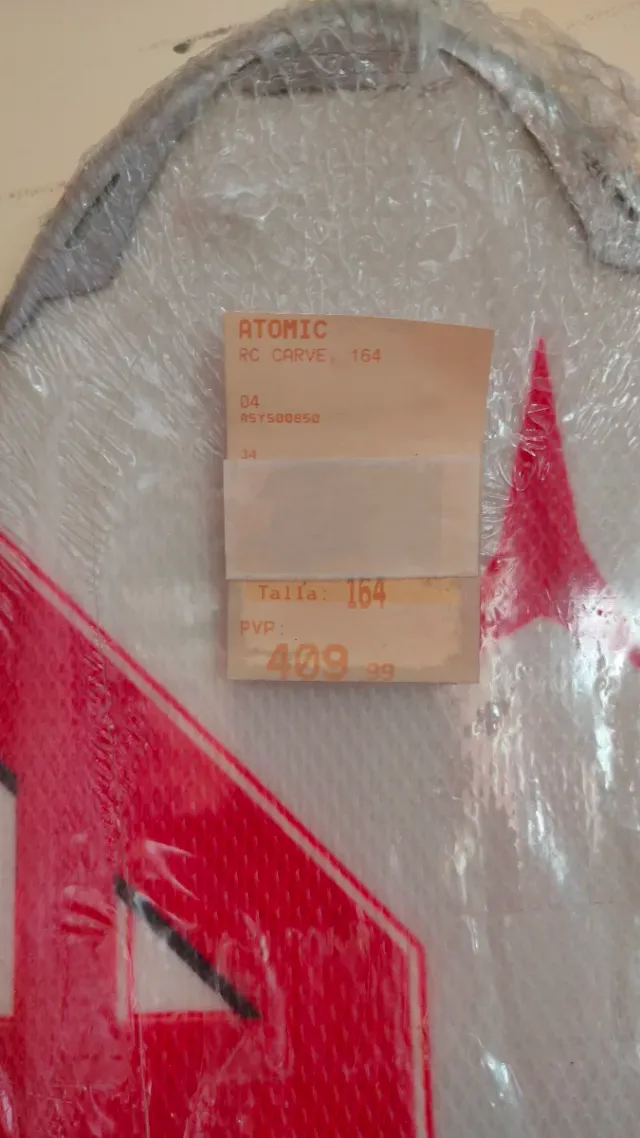 ATOMIC
RC CARVE, 164
04
ASY500850
34
Talla: 164
PVP:
409 99